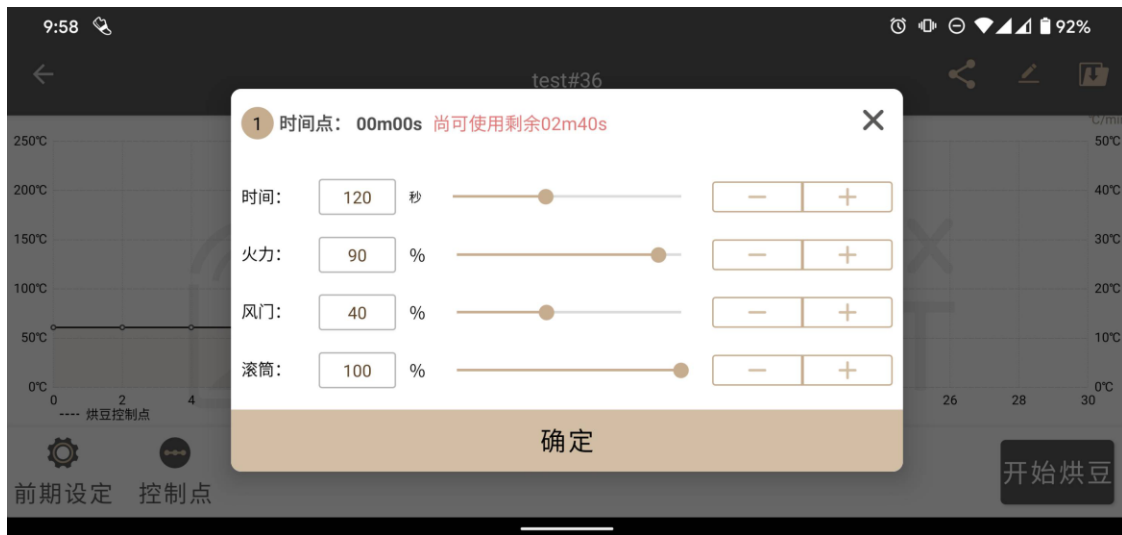 9:58
92%
test#36
1 时间点： 00m00s 尚可使用剩余02m40s
时间： 120 秒
火力： 90 %
风门： 40 %
滚筒： 100 %
确定
250℃
200℃
150℃
100℃
50℃
0℃
0 2 4
---- 烘豆控制点
℃/mi
50℃
40℃
30℃
20℃
10℃
0℃
26 28 30
前期设定 控制点
开始烘豆